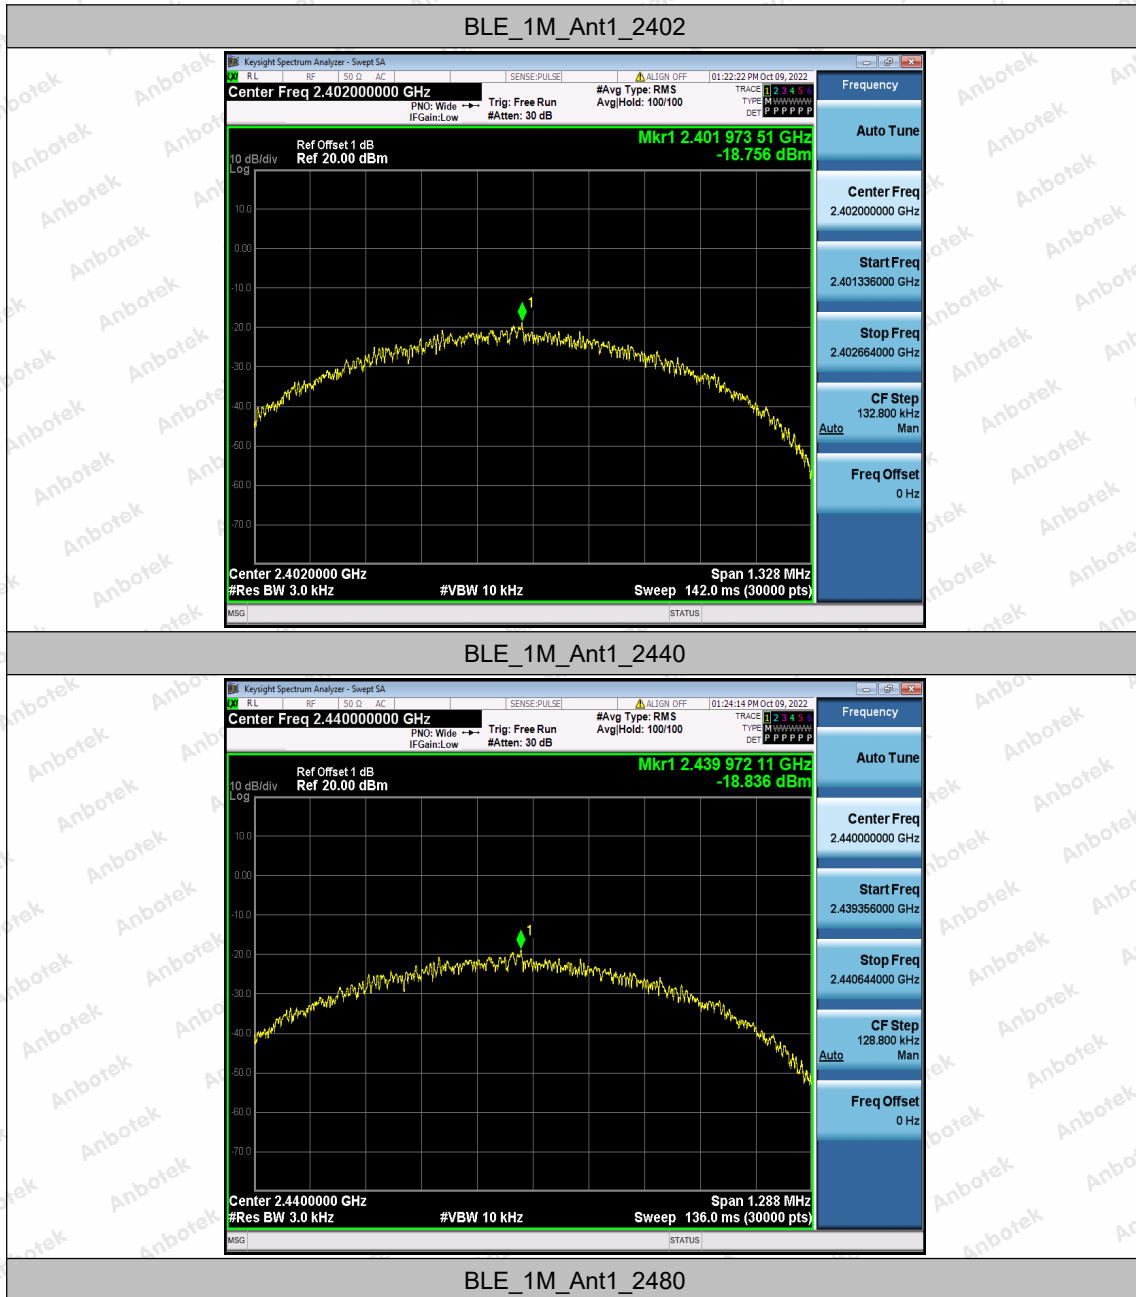 BLE_1M_Ant1_2402
Keysight Spectrum Analyzer - Swept SA
RL RF 50 Ω AC SENSE:PULSE ALIGN OFF 01:22:22 PM Oct 09, 2022
Center Freq 2.402000000 GHz
PNO: Wide
IFGain:Low
Trig: Free Run
#Atten: 30 dB
#Avg Type: RMS
Avg|Hold: 100/100
TRACE 1 2 3 4 5 6
TYPE M W W W W W
DET P P P P P P
Frequency
Auto Tune
Center Freq
2.402000000 GHz
Start Freq
2.401336000 GHz
Stop Freq
2.402664000 GHz
CF Step
132.800 kHz
Auto Man
Freq Offset
0 Hz
Mkr1 2.401 973 51 GHz
-18.756 dBm
Ref Offset 1 dB
10 dB/div Ref 20.00 dBm
Log
10.0
0.00
-10.0
-20.0
-30.0
-40.0
-50.0
-60.0
-70.0
1
Center 2.4020000 GHz Span 1.328 MHz
#Res BW 3.0 kHz #VBW 10 kHz Sweep 142.0 ms (30000 pts)
MSG STATUS
BLE_1M_Ant1_2440
Keysight Spectrum Analyzer - Swept SA
RL RF 50 Ω AC SENSE:PULSE ALIGN OFF 01:24:14 PM Oct 09, 2022
Center Freq 2.440000000 GHz
PNO: Wide
IFGain:Low
Trig: Free Run
#Atten: 30 dB
#Avg Type: RMS
Avg|Hold: 100/100
TRACE 1 2 3 4 5 6
TYPE M W W W W W
DET P P P P P P
Frequency
Auto Tune
Center Freq
2.440000000 GHz
Start Freq
2.439356000 GHz
Stop Freq
2.440644000 GHz
CF Step
128.800 kHz
Auto Man
Freq Offset
0 Hz
Mkr1 2.439 972 11 GHz
-18.836 dBm
Ref Offset 1 dB
10 dB/div Ref 20.00 dBm
Log
10.0
0.00
-10.0
-20.0
-30.0
-40.0
-50.0
-60.0
-70.0
1
Center 2.4400000 GHz Span 1.288 MHz
#Res BW 3.0 kHz #VBW 10 kHz Sweep 136.0 ms (30000 pts)
MSG STATUS
BLE_1M_Ant1_2480
Anbotek